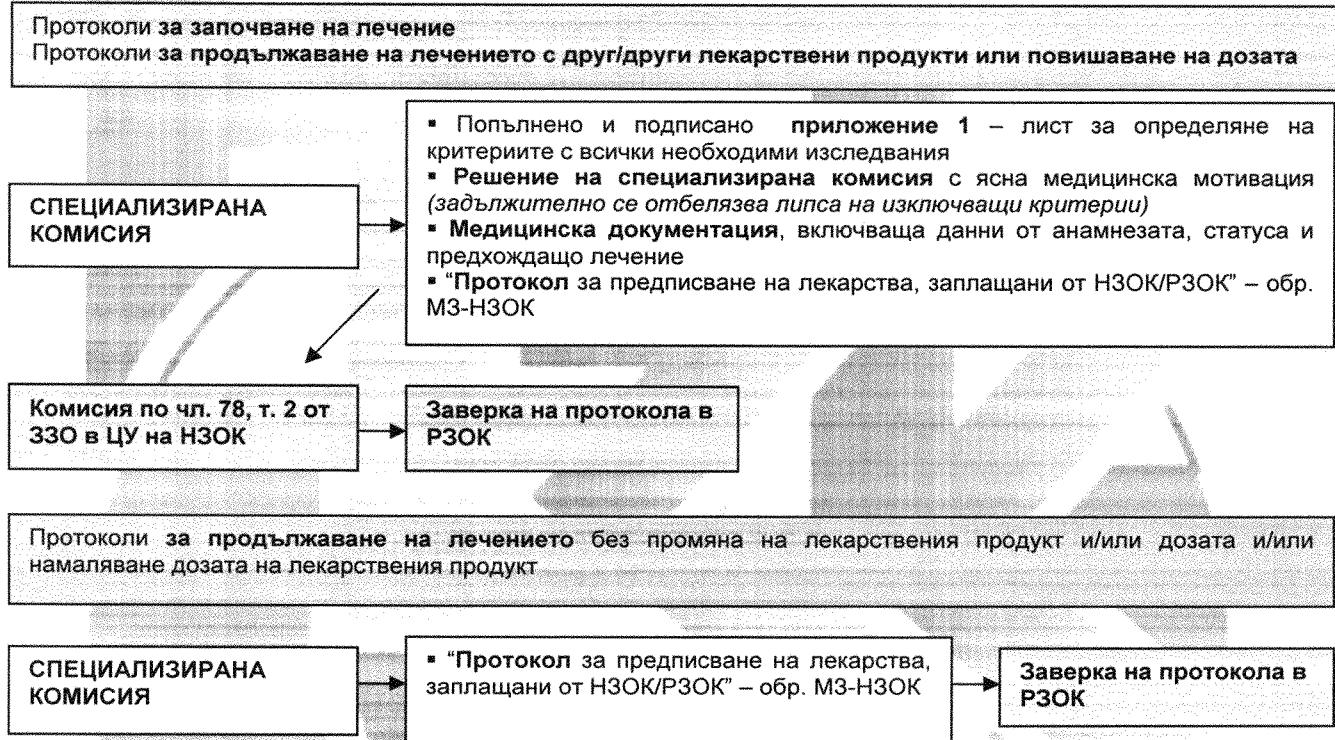 Протоколи за започване на лечение
Протоколи за продължаване на лечението с друг/други лекарствени продукти или повишаване на дозата
СПЕЦИАЛИЗИРАНА
КОМИСИЯ
▪ Попълнено и подписано приложение 1 – лист за определяне на
критериите с всички необходими изследвания
▪ Решение на специализирана комисия с ясна медицинска мотивация
(задължително се отбелязва липса на изключващи критерии)
▪ Медицинска документация, включваща данни от анамнезата, статуса и
предхождащо лечение
▪ "Протокол за предписване на лекарства, заплащани от НЗОК/РЗОК" – обр.
МЗ-НЗОК
Комисия по чл. 78, т. 2 от
ЗЗО в ЦУ на НЗОК
Заверка на протокола в
РЗОК
Протоколи за продължаване на лечението без промяна на лекарствения продукт и/или дозата и/или
намаляване дозата на лекарствения продукт
СПЕЦИАЛИЗИРАНА
КОМИСИЯ
▪ "Протокол за предписване на лекарства,
заплащани от НЗОК/РЗОК" – обр. МЗ-НЗОК
Заверка на протокола в
РЗОК